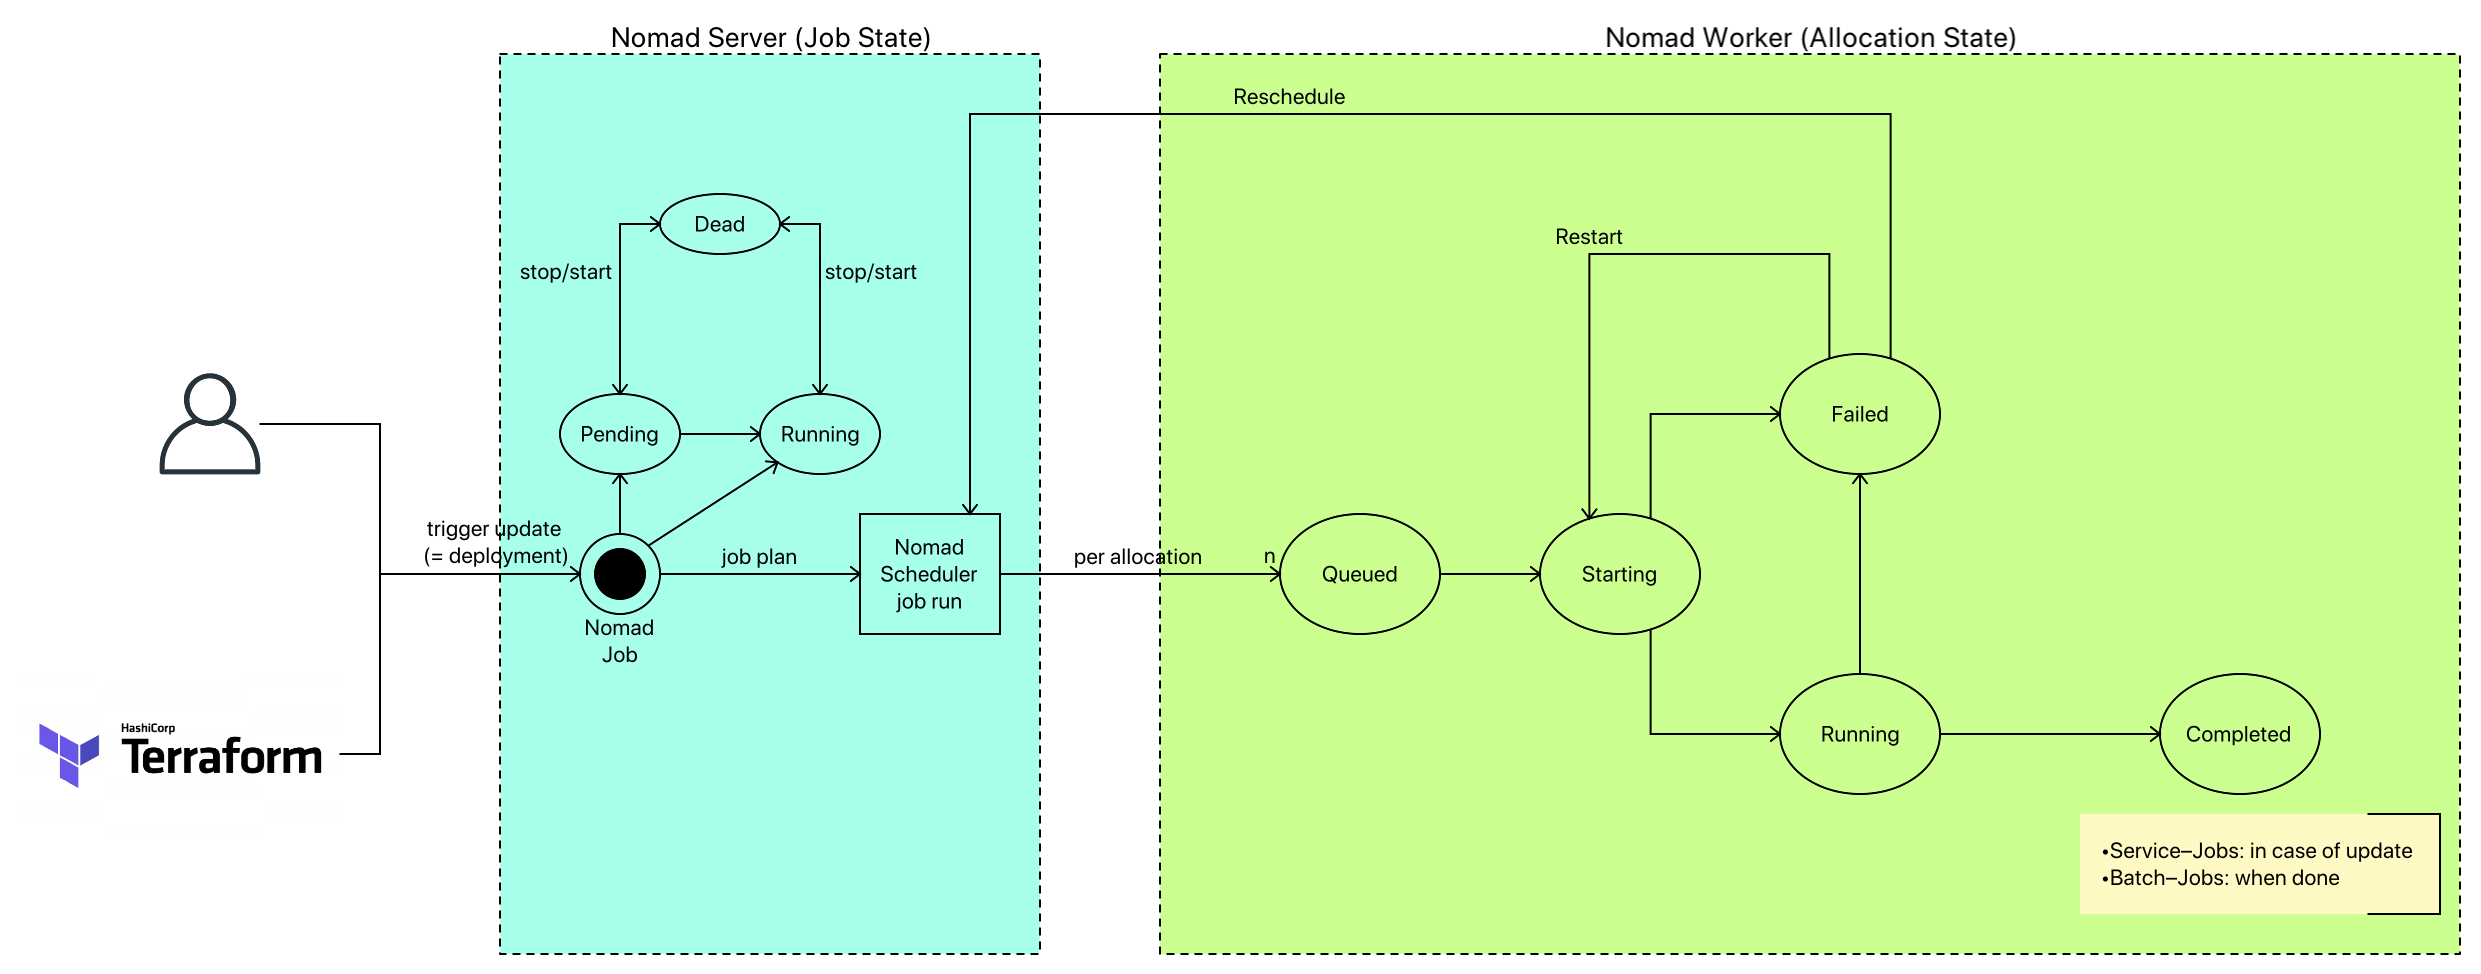 Nomad Server (Job State)
Nomad Worker (Allocation State)
Reschedule
Dead
Restart
stop/start
stop/start
Pending
Running
Failed
trigger update
(= deployment)
job plan
Nomad
Scheduler
job run
per allocation
n
Queued
Starting
Nomad
Job
HashiCorp
Terraform
Running
Completed
•Service–Jobs: in case of update
•Batch–Jobs: when done